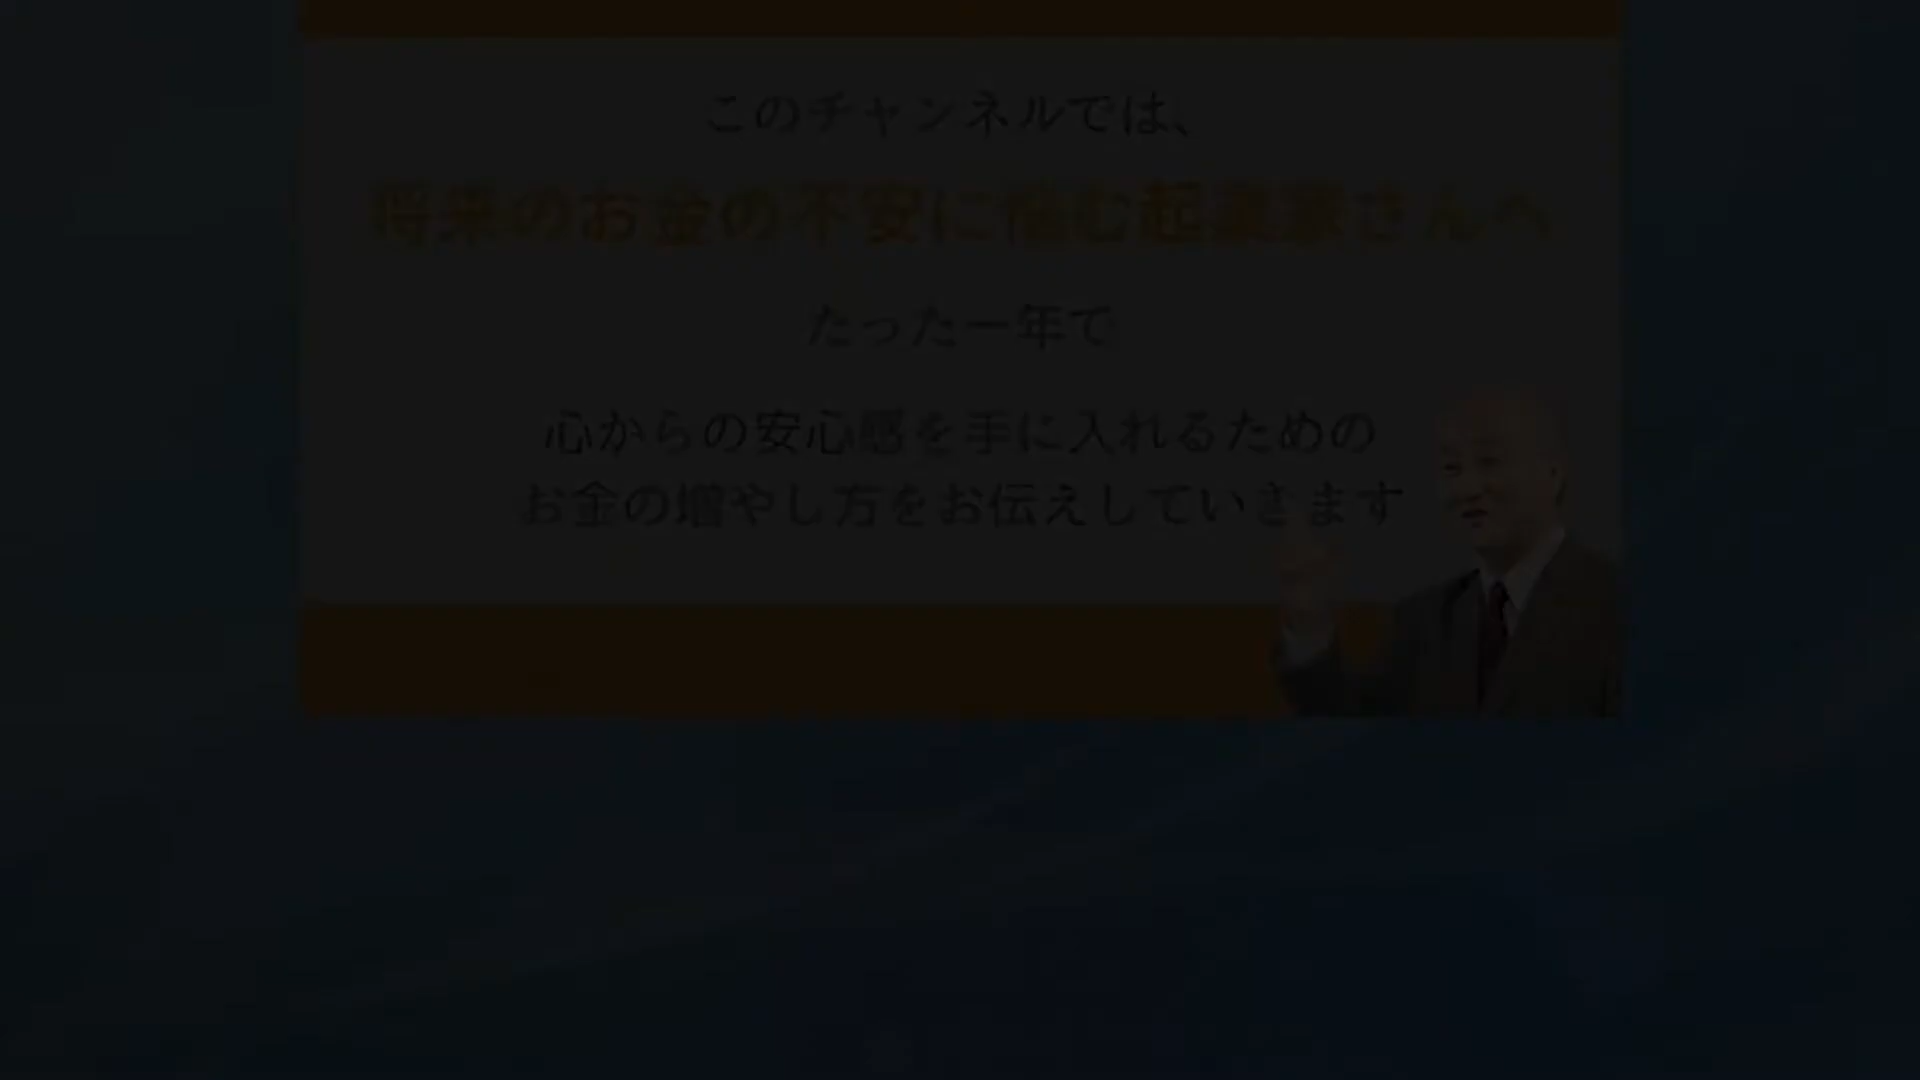 このチャンネルでは、
将来のお金の不安に悩む起業家さんへ
たった一年で
心からの安心感を手に入れるための
お金の増やし方をお伝えしていきます